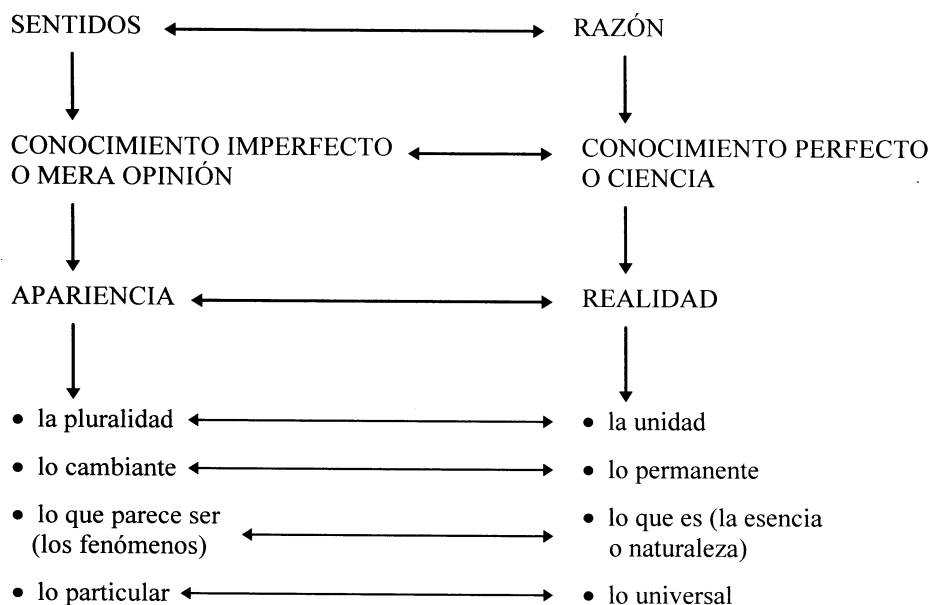 SENTIDOS RAZÓN
CONOCIMIENTO IMPERFECTO CONOCIMIENTO PERFECTO
O MERA OPINIÓN O CIENCIA
APARIENCIA REALIDAD
• la pluralidad • la unidad
• lo cambiante • lo permanente
• lo que parece ser • lo que es (la esencia
(los fenómenos) o naturaleza)
• lo particular • lo universal